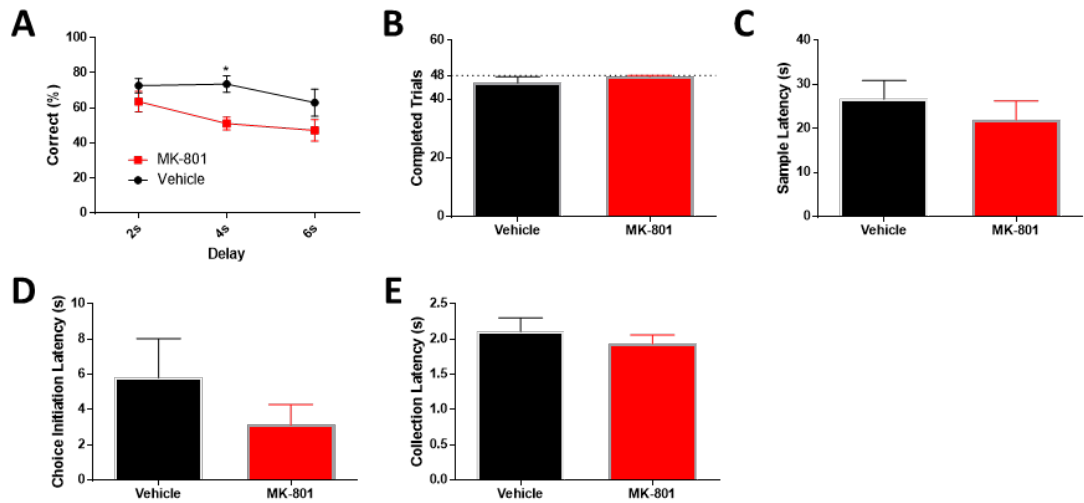 A
Correct (%)
100
80
60
40
20
0
*
MK-801
Vehicle
2s
4s
6s
Delay
B
Completed Trials
60
48
40
20
0
Vehicle
MK-801
C
Sample Latency (s)
40
30
20
10
0
Vehicle
MK-801
D
Choice Initiation Latency (s)
10
8
6
4
2
0
Vehicle
MK-801
E
Collection Latency (s)
2.5
2.0
1.5
1.0
0.5
0.0
Vehicle
MK-801